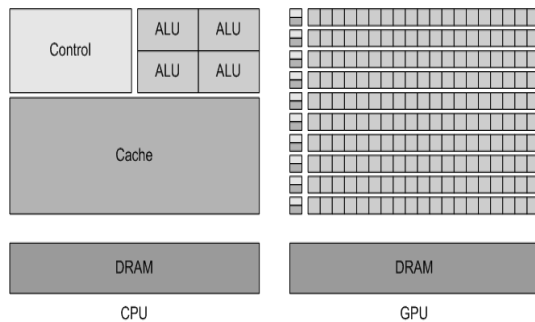 Control
ALU ALU
ALU ALU
Cache
DRAM
CPU
DRAM
GPU